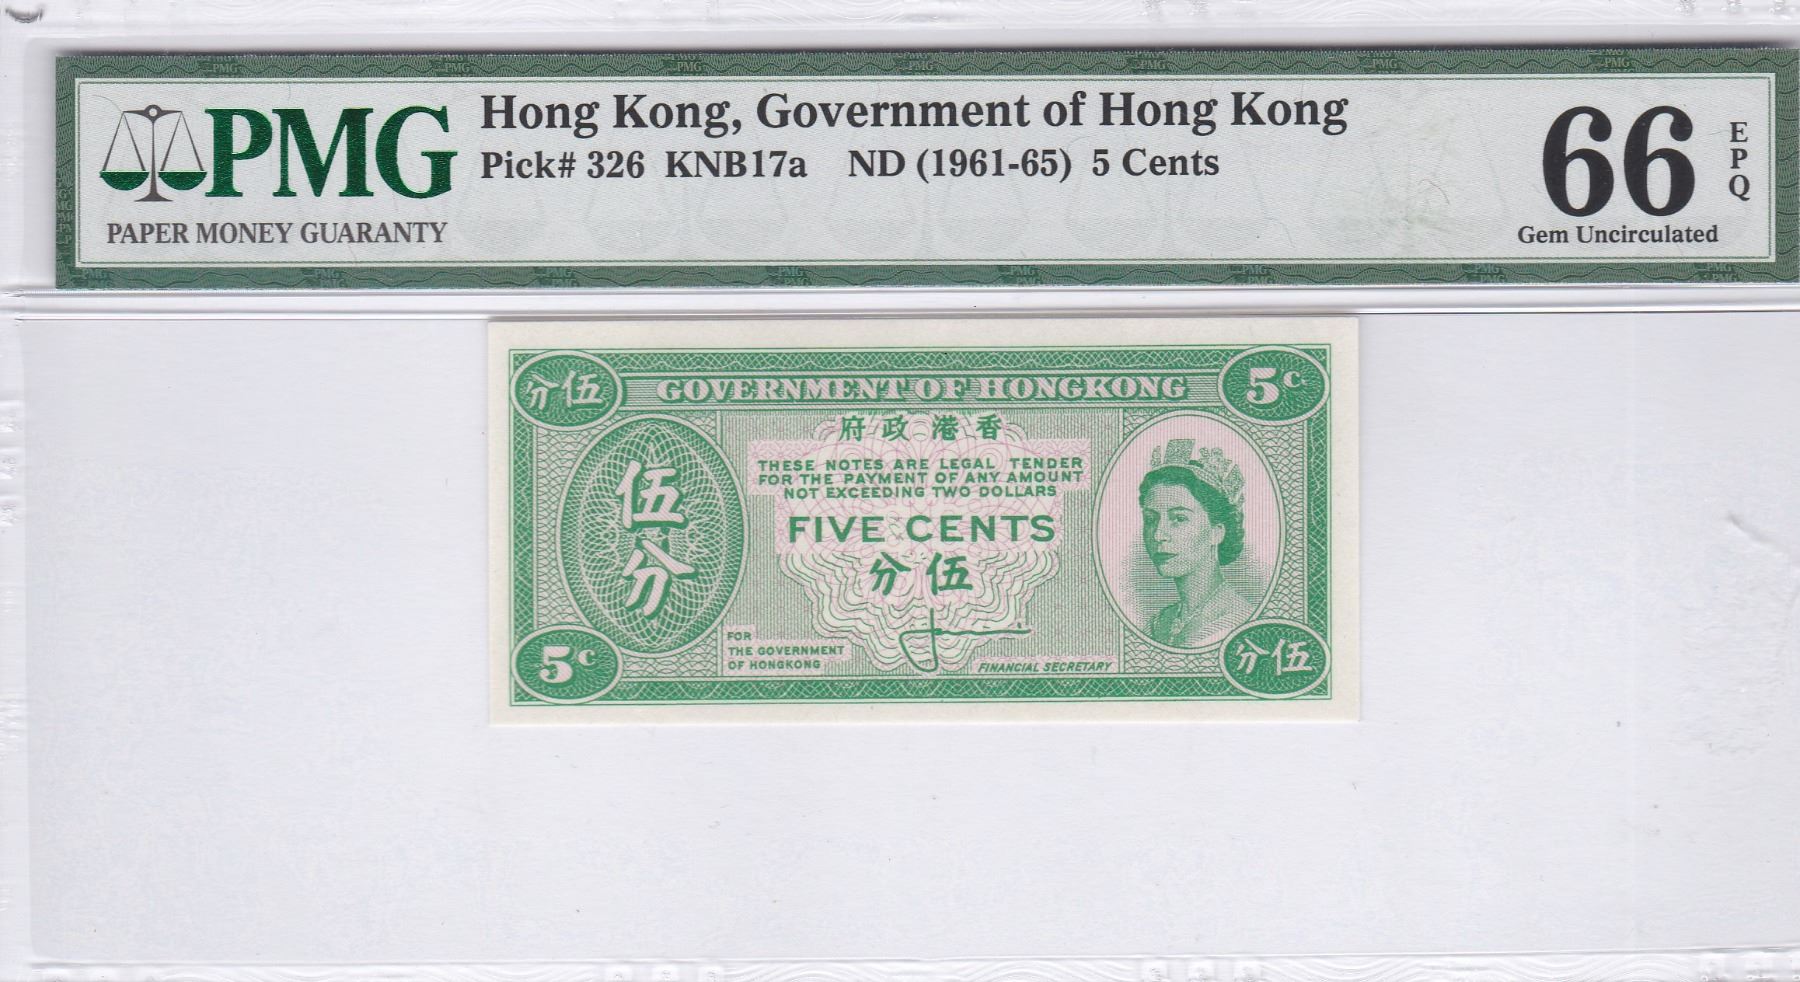 PMG
PAPER MONEY GUARANTY
Hong Kong, Government of Hong Kong
Pick# 326 KNB17a ND (1961-65) 5 Cents
66
EPQ
Gem Uncirculated
分伍
GOVERNMENT OF HONGKONG
5c.
府政港香
THESE NOTES ARE LEGAL TENDER
FOR THE PAYMENT OF ANY AMOUNT
NOT EXCEEDING TWO DOLLARS
伍分
FIVE CENTS
分伍
FOR
THE GOVERNMENT
OF HONGKONG
FINANCIAL SECRETARY
5c
分伍